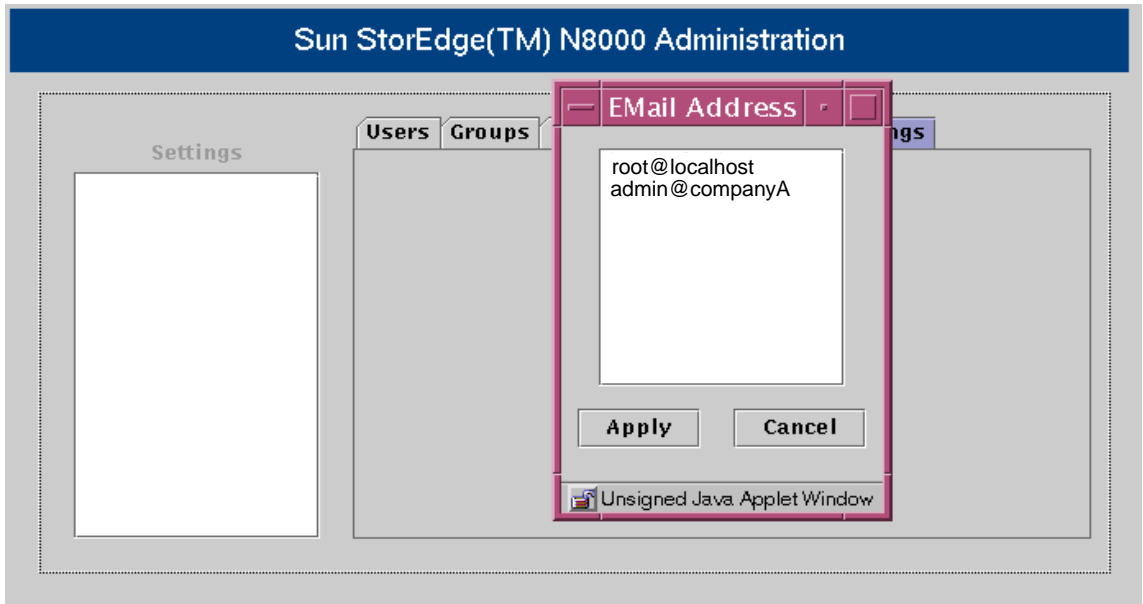 Sun StorEdge(TM) N8000 Administration
EMail Address
Users Groups
Settings
root@localhost
admin@companyA
Apply Cancel
Unsigned Java Applet Window